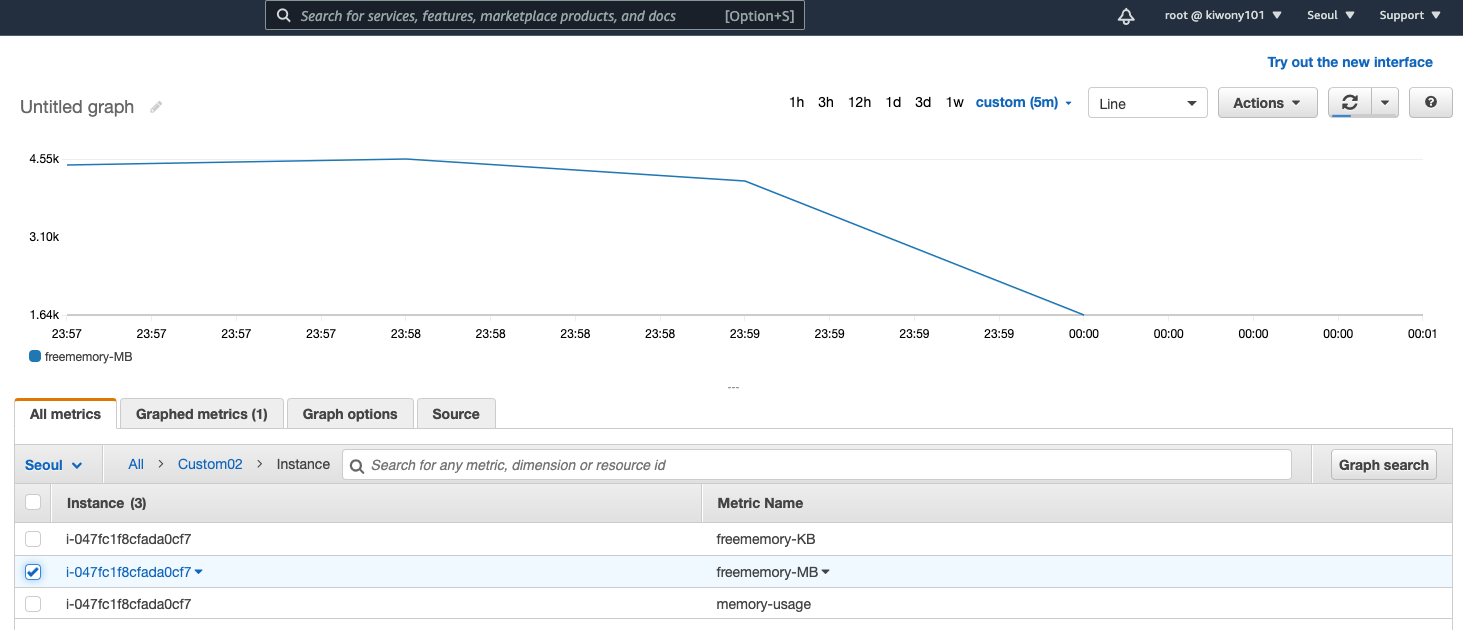 Search for services, features, marketplace products, and docs [Option+S] root @ kiwony101 ▼ Seoul ▼ Support ▼
Try out the new interface
Untitled graph 1h 3h 12h 1d 3d 1w custom (5m) Line Actions
4.55k
3.10k
1.64k
23:57 23:57 23:57 23:57 23:58 23:58 23:58 23:58 23:59 23:59 23:59 23:59 00:00 00:00 00:00 00:00 00:01
freememory-MB
All metrics Graphed metrics (1) Graph options Source
Seoul All > Custom02 > Instance Search for any metric, dimension or resource id Graph search
Instance (3) Metric Name
i-047fc1f8cfada0cf7 freememory-KB
i-047fc1f8cfada0cf7 freememory-MB
i-047fc1f8cfada0cf7 memory-usage